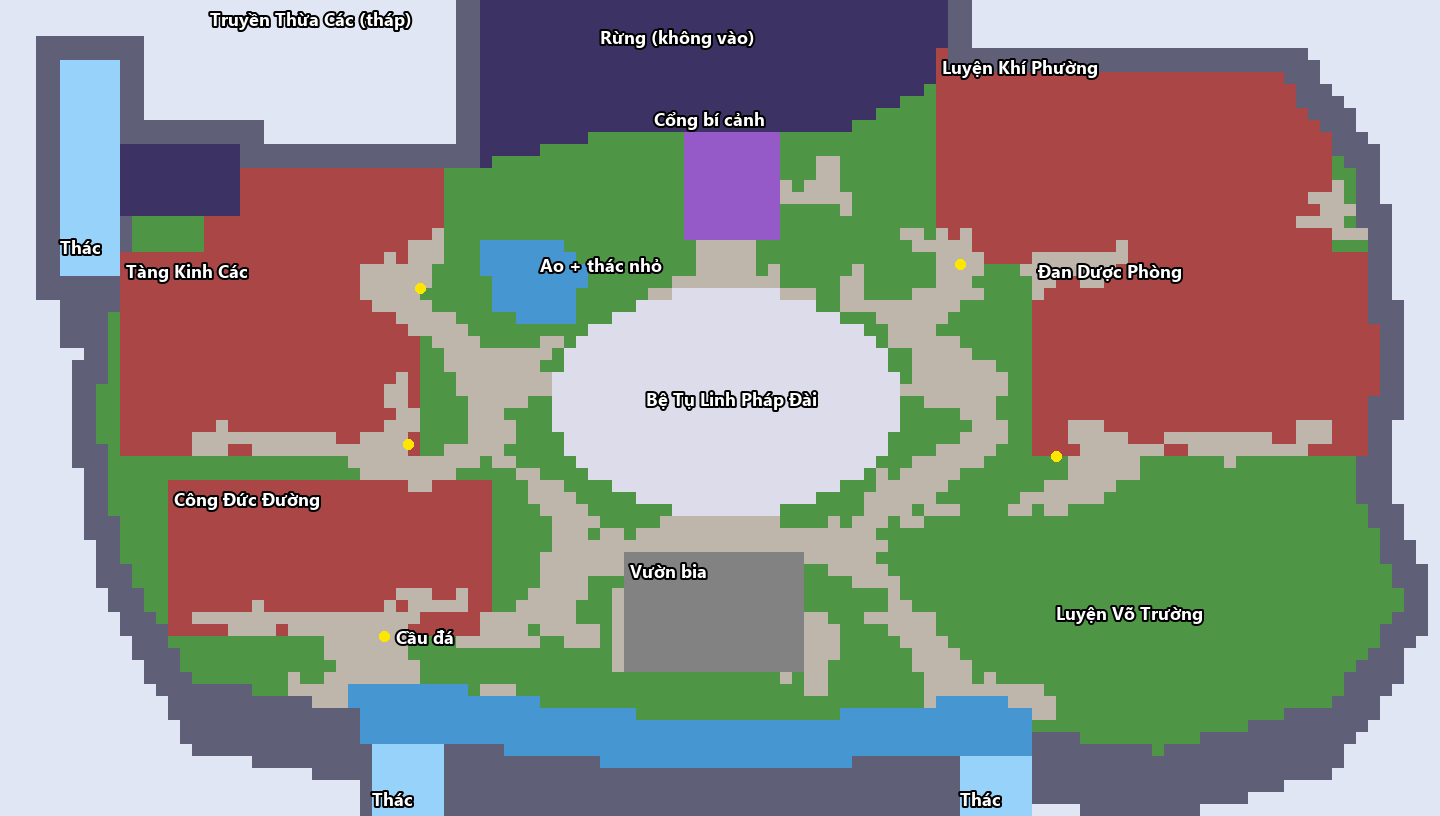 Truyền Thừa Các (tháp)
Rừng (không vào)
Luyện Khí Phường
Cổng bí cảnh
Thác
Tàng Kinh Các
Ao + thác nhỏ
Đan Dược Phòng
Bệ Tụ Linh Pháp Đài
Công Đức Đường
Vườn bia
Luyện Võ Trường
Cầu đá
Thác
Thác